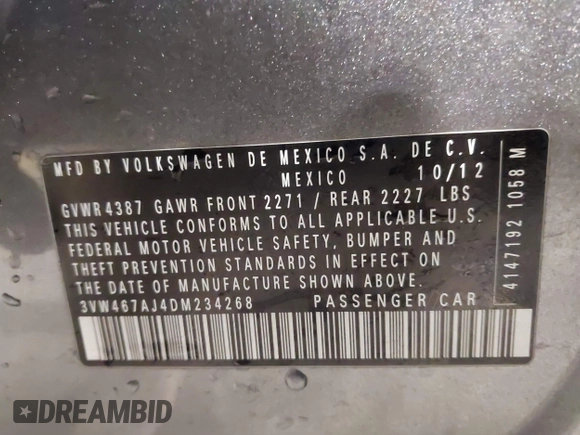 MFD BY VOLKSWAGEN DE MEXICO S.A. DE C.V.
MEXICO 10/12
GVWR 4387 GAWR FRONT 2271 / REAR 2227 LBS
THIS VEHICLE CONFORMS TO ALL APPLICABLE U.S.
FEDERAL MOTOR VEHICLE SAFETY, BUMPER AND
THEFT PREVENTION STANDARDS IN EFFECT ON
THE DATE OF MANUFACTURE SHOWN ABOVE.
3VW467AJ4DM234268 PASSENGER CAR
4147192 1058 M
DREAMBID